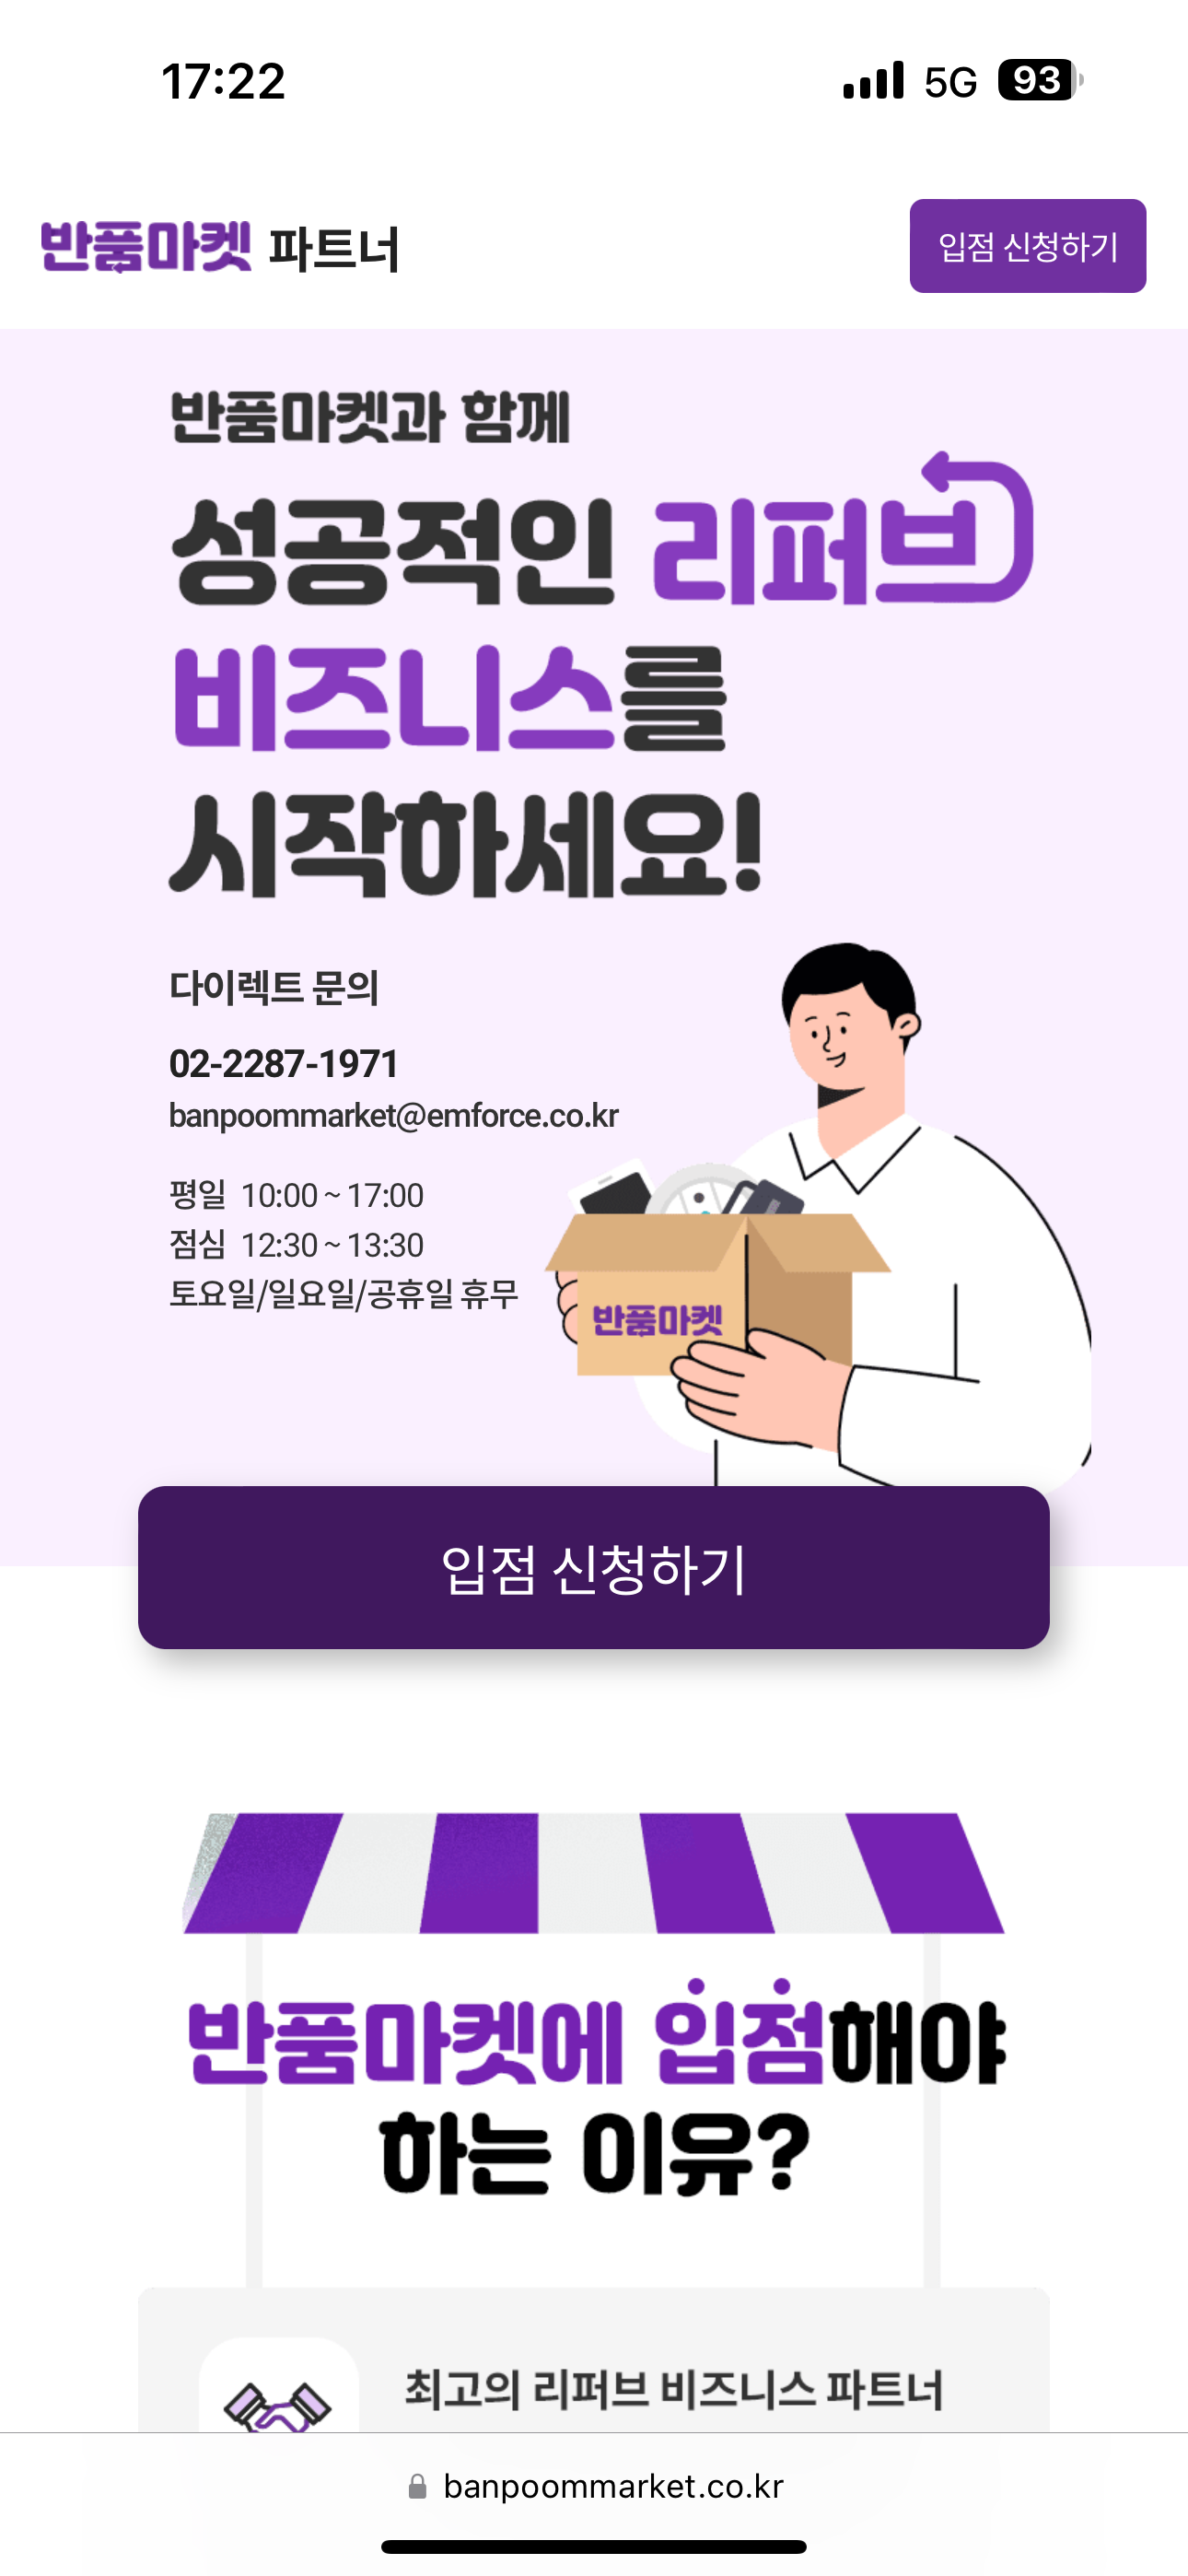 17:22
5G 93
반품마켓 파트너
입점 신청하기
반품마켓과 함께
성공적인 리퍼브
비즈니스를
시작하세요!
다이렉트 문의
02-2287-1971
banpoommarket@emforce.co.kr
평일 10:00 ~ 17:00
점심 12:30 ~ 13:30
토요일/일요일/공휴일 휴무
반품마켓
입점 신청하기
반품마켓에 입점해야
하는 이유?
최고의 리퍼브 비즈니스 파트너
banpoommarket.co.kr